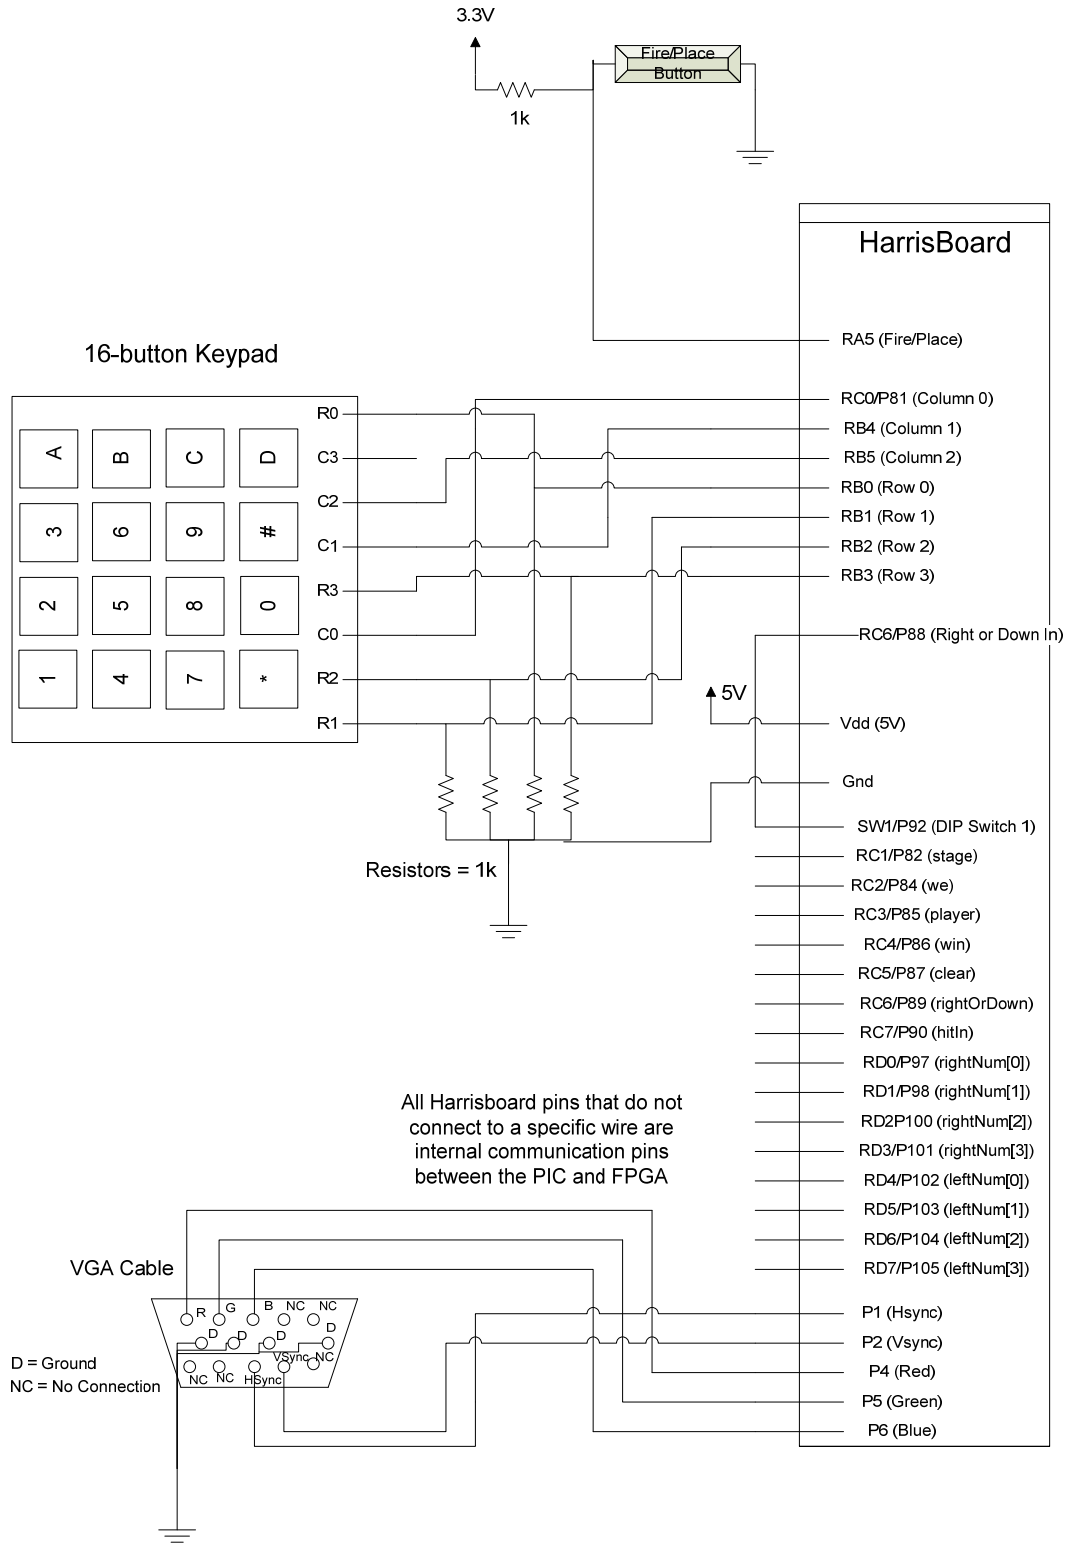 3.3V
Fire/Place
Button
1k
HarrisBoard
RA5 (Fire/Place)
16-button Keypad
RC0/P81 (Column 0)
RB4 (Column 1)
RB5 (Column 2)
RB0 (Row 0)
RB1 (Row 1)
RB2 (Row 2)
RB3 (Row 3)
RC6/P88 (Right or Down In)
R0
C3
C2
C1
R3
C0
R2
R1
A B C D
3 6 9 #
2 5 8 0
1 4 7 *
5V
Vdd (5V)
Gnd
SW1/P92 (DIP Switch 1)
RC1/P82 (stage)
RC2/P84 (we)
RC3/P85 (player)
RC4/P86 (win)
RC5/P87 (clear)
RC6/P89 (rightOrDown)
RC7/P90 (hitIn)
RD0/P97 (rightNum[0])
RD1/P98 (rightNum[1])
RD2P100 (rightNum[2])
RD3/P101 (rightNum[3])
RD4/P102 (leftNum[0])
RD5/P103 (leftNum[1])
RD6/P104 (leftNum[2])
RD7/P105 (leftNum[3])
Resistors = 1k
All Harrisboard pins that do not
connect to a specific wire are
internal communication pins
between the PIC and FPGA
VGA Cable
R G B NC NC
D D D D
VSync NC
NC NC HSync
D = Ground
NC = No Connection
P1 (Hsync)
P2 (Vsync)
P4 (Red)
P5 (Green)
P6 (Blue)